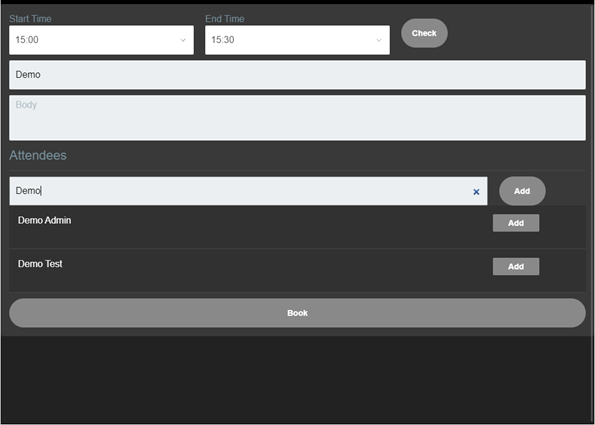 Start Time End Time
15:00 15:30 Check
Demo
Body
Attendees
Demo Add
Demo Admin Add
Demo Test Add
Book